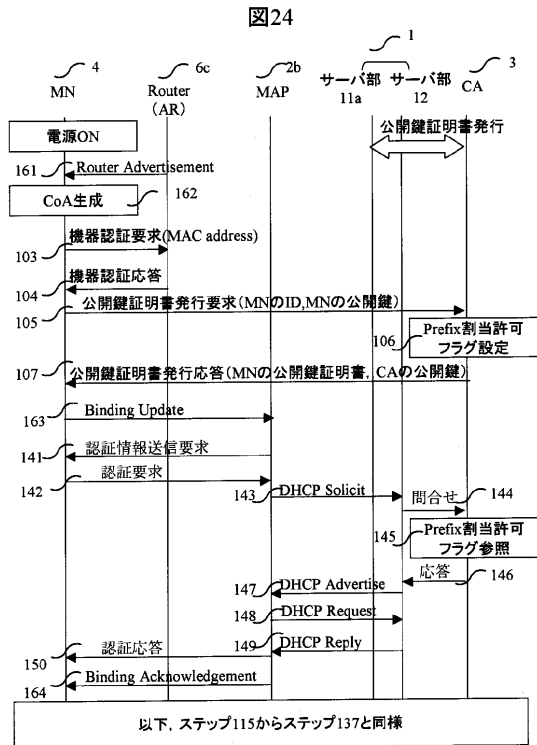 図24
1
4 6c 2b サーバ部 サーバ部 3
MN Router MAP 11a 12 CA
(AR)
公開鍵証明書発行
電源ON
161 Router Advertisement
CoA生成 162
機器認証要求(MAC address)
103
機器認証応答
104
公開鍵証明書発行要求(MNのID,MNの公開鍵)
105
106 Prefix割当許可
フラグ設定
107
公開鍵証明書発行応答(MNの公開鍵証明書, CAの公開鍵)
Binding Update
163
認証情報送信要求
141
認証要求
142
143 DHCP Solicit 問合せ 144
145 Prefix割当許可
フラグ参照
応答
147 DHCP Advertise 146
148 DHCP Request
149 DHCP Reply
認証応答
150
Binding Acknowledgement
164
以下, ステップ115からステップ137と同様